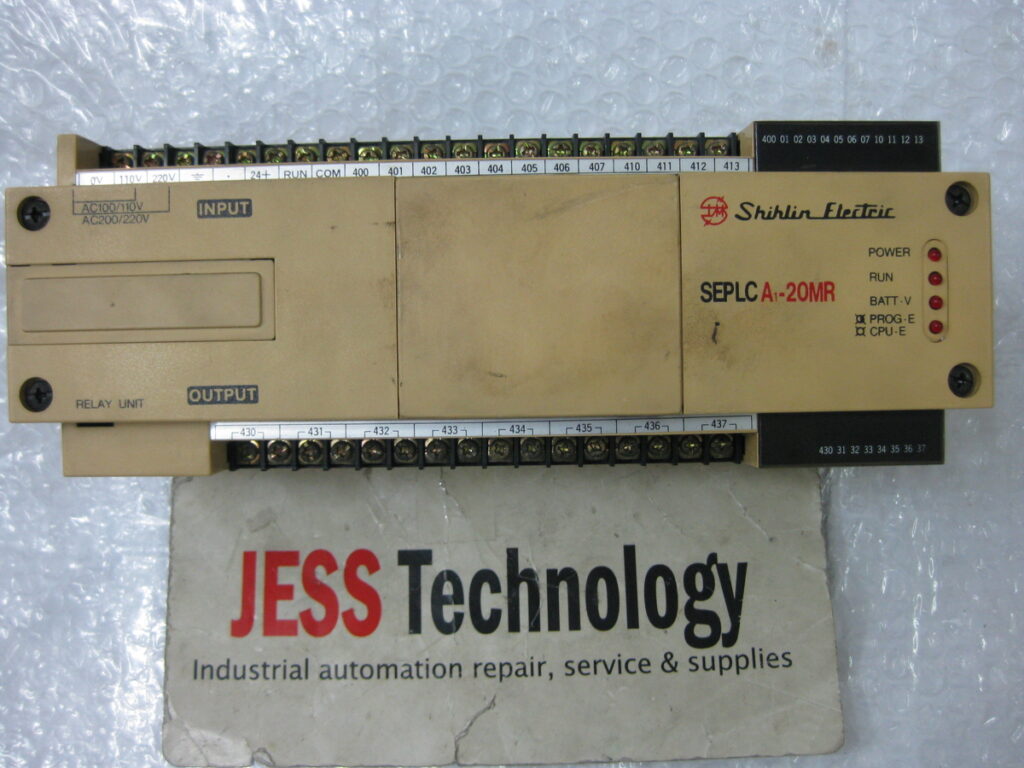 400 01 02 03 04 05 06 07 10 11 12 13
0V 110V 220V · 24+ RUN COM 400 401 402 403 404 405 406 407 410 411 412 413
AC100/110V
AC200/220V
INPUT
Shihlin Electric
POWER
RUN
BATT·V
PROG·E
CPU·E
SEPLC A1-20MR
RELAY UNIT
OUTPUT
430 431 432 433 434 435 436 437
430 31 32 33 34 35 36 37
JESS Technology
Industrial automation repair, service & supplies